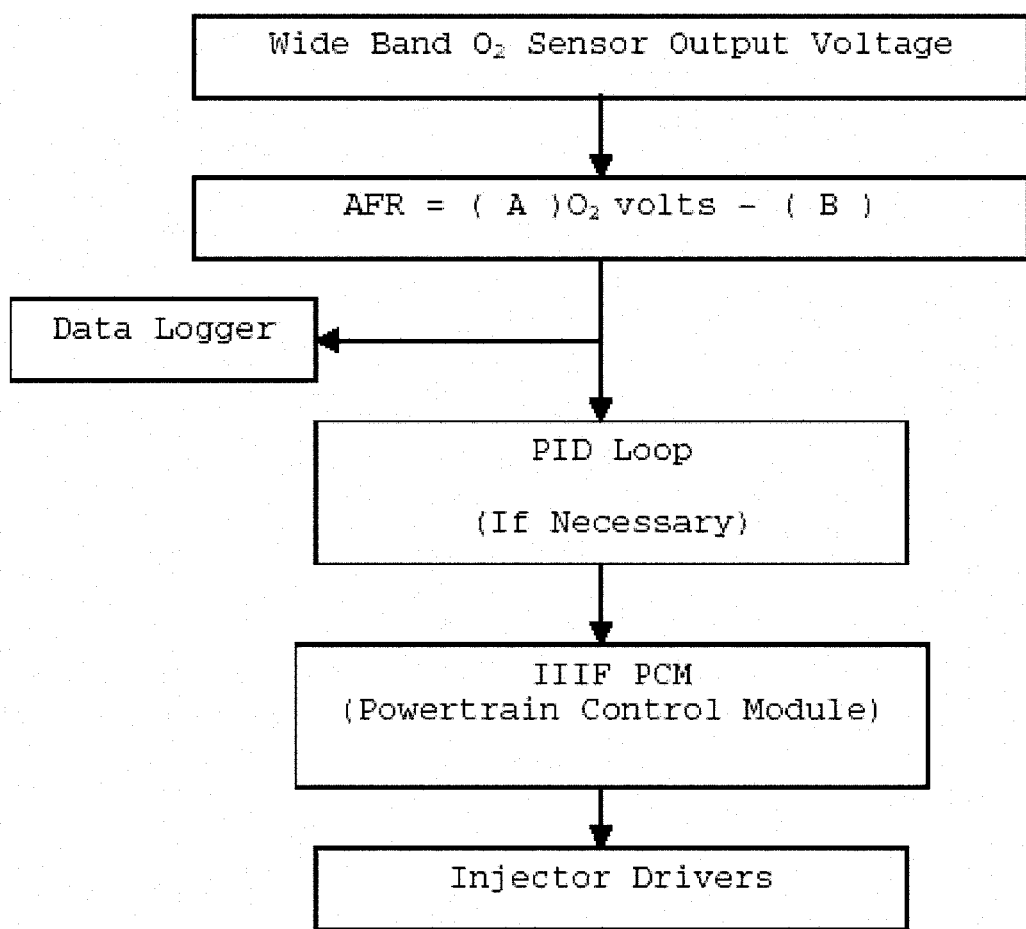 Wide Band O₂ Sensor Output Voltage
AFR = ( A )O₂ volts – ( B )
Data Logger
PID Loop
(If Necessary)
IIIF PCM
(Powertrain Control Module)
Injector Drivers